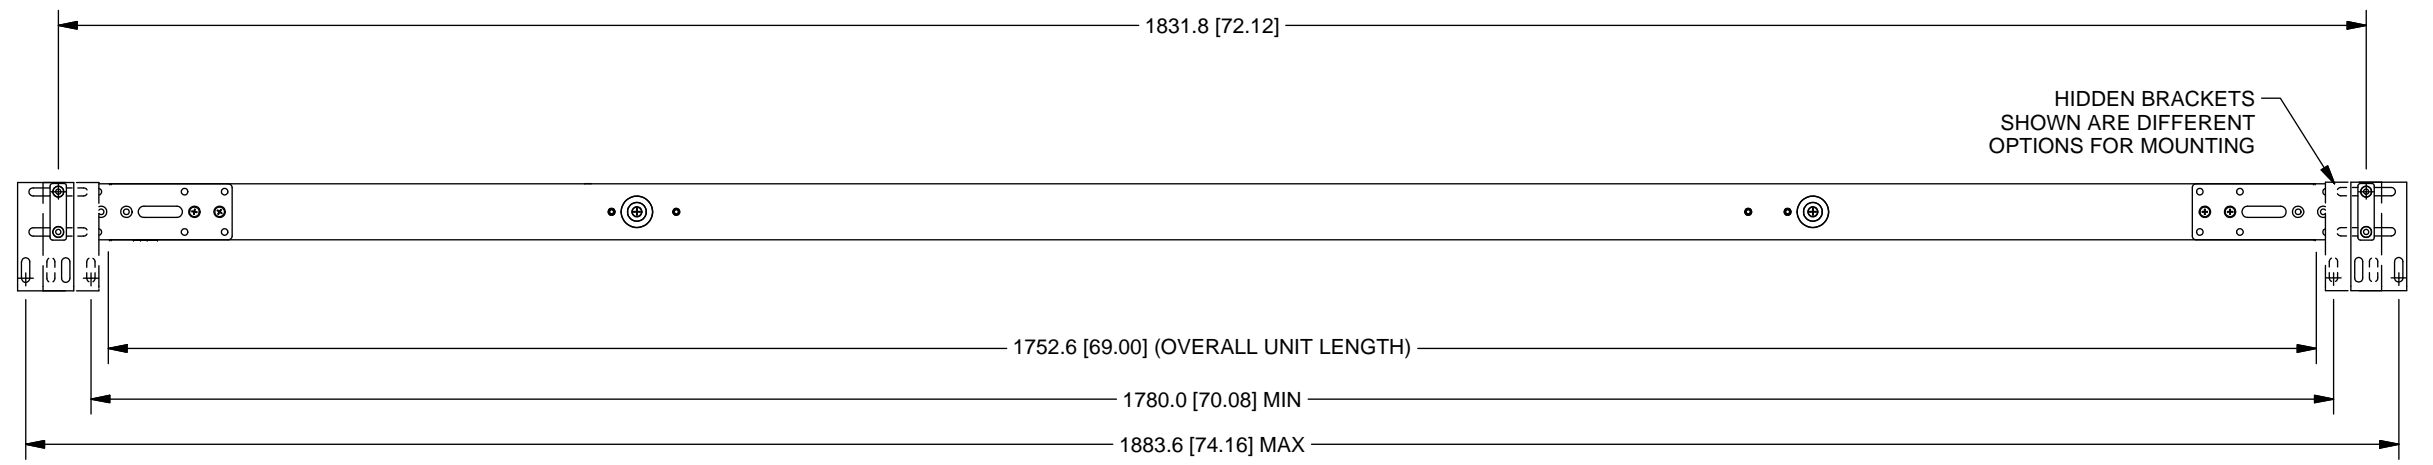 1831.8 [72.12]
HIDDEN BRACKETS
SHOWN ARE DIFFERENT
OPTIONS FOR MOUNTING
1752.6 [69.00] (OVERALL UNIT LENGTH)
1780.0 [70.08] MIN
1883.6 [74.16] MAX